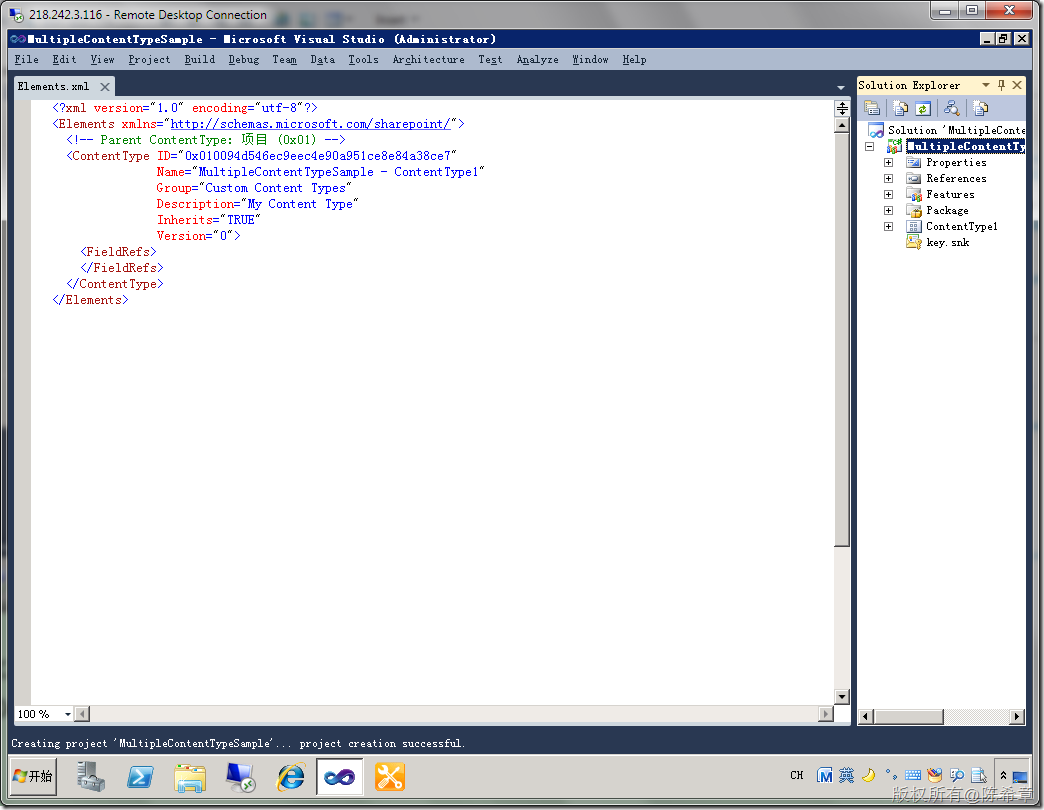 218.242.3.116 - Remote Desktop Connection
MultipleContentTypeSample - Microsoft Visual Studio (Administrator)
File Edit View Project Build Debug Team Data Tools Architecture Test Analyze Window Help
Elements.xml
<?xml version="1.0" encoding="utf-8"?>
<Elements xmlns="http://schemas.microsoft.com/sharepoint/">
<!-- Parent ContentType: 项目 (0x01) -->
<ContentType ID="0x010094d546ec9eec4e90a951ce8e84a38ce7"
Name="MultipleContentTypeSample - ContentType1"
Group="Custom Content Types"
Description="My Content Type"
Inherits="TRUE"
Version="0">
<FieldRefs>
</FieldRefs>
</ContentType>
</Elements>
100 %
Solution Explorer
Solution 'MultipleConte
MultipleContentTy
Properties
References
Features
Package
ContentType1
key.snk
Creating project 'MultipleContentTypeSample'... project creation successful.
开始
CH
M
英
版权所有@陈希章